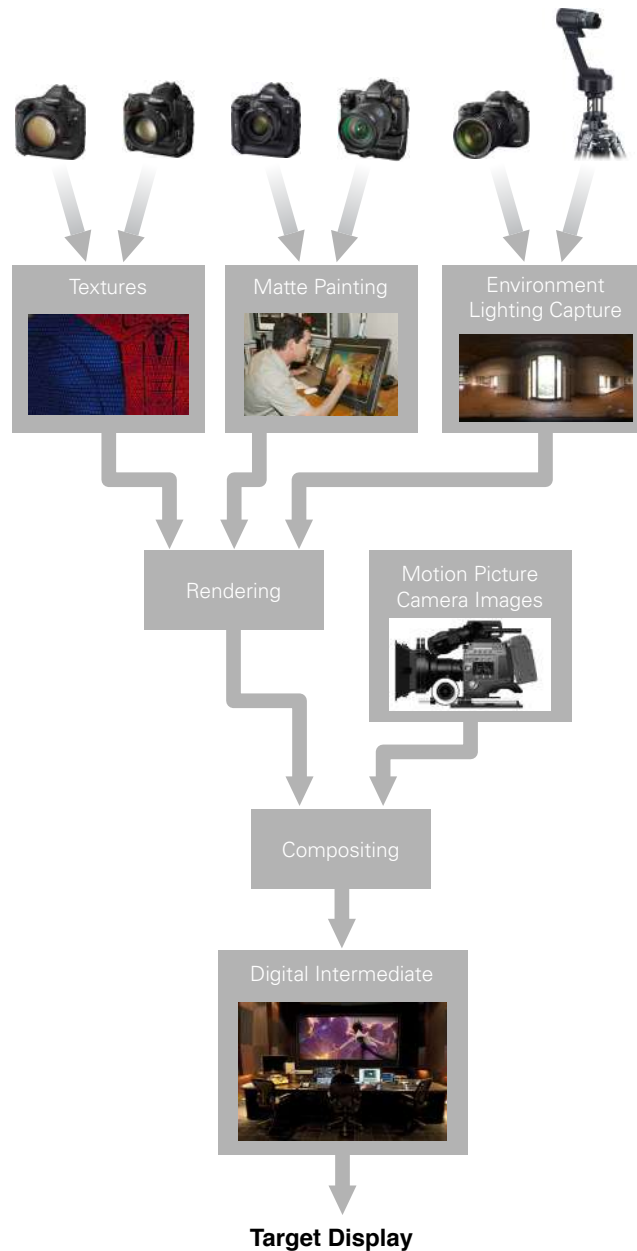 Textures
Matte Painting
Environment
Lighting Capture
Rendering
Motion Picture
Camera Images
Compositing
Digital Intermediate
Target Display